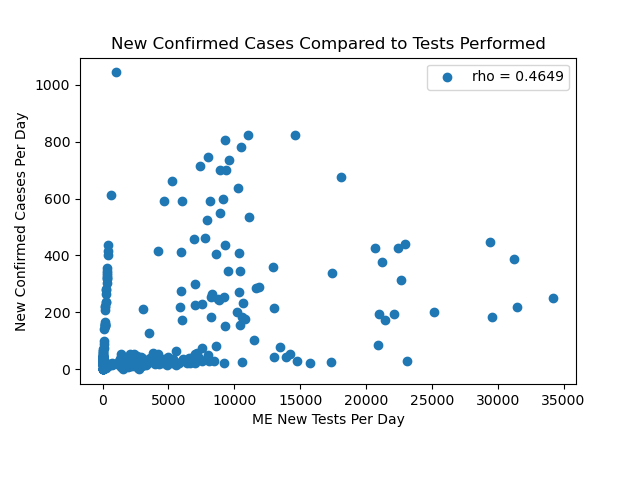 New Confirmed Cases Compared to Tests Performed
rho = 0.4649
New Confirmed Caeses Per Day
1000
800
600
400
200
0
0 5000 10000 15000 20000 25000 30000 35000
ME New Tests Per Day